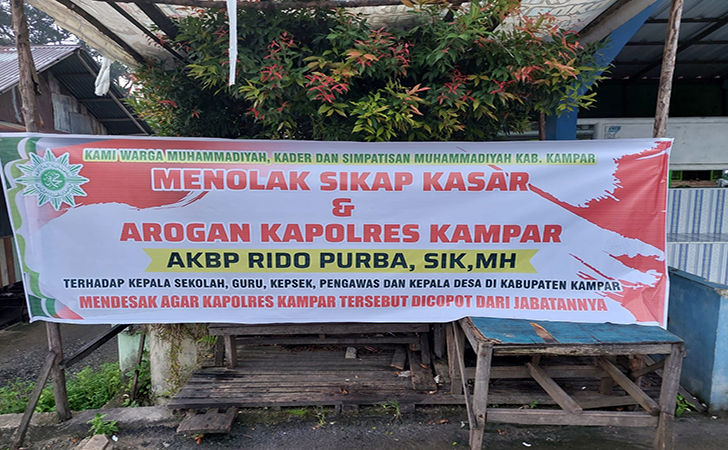 KAMI WARGA MUHAMMADIYAH, KADER DAN SIMPATISAN MUHAMMADIYAH KAB. KAMPAR
MENOLAK SIKAP KASAR
&
AROGAN KAPOLRES KAMPAR
AKBP RIDO PURBA, SIK,MH
TERHADAP KEPALA SEKOLAH, GURU, KEPSEK, PENGAWAS DAN KEPALA DESA DI KABUPATEN KAMPAR
MENDESAK AGAR KAPOLRES KAMPAR TERSEBUT DICOPOT DARI JABATANNYA